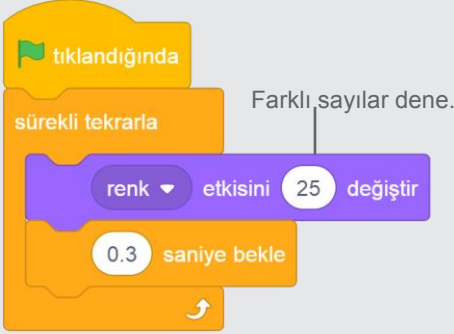 tıklandığında
Farklı sayılar dene.
sürekli tekrarla
renk etkisini 25 değiştir
0.3 saniye bekle